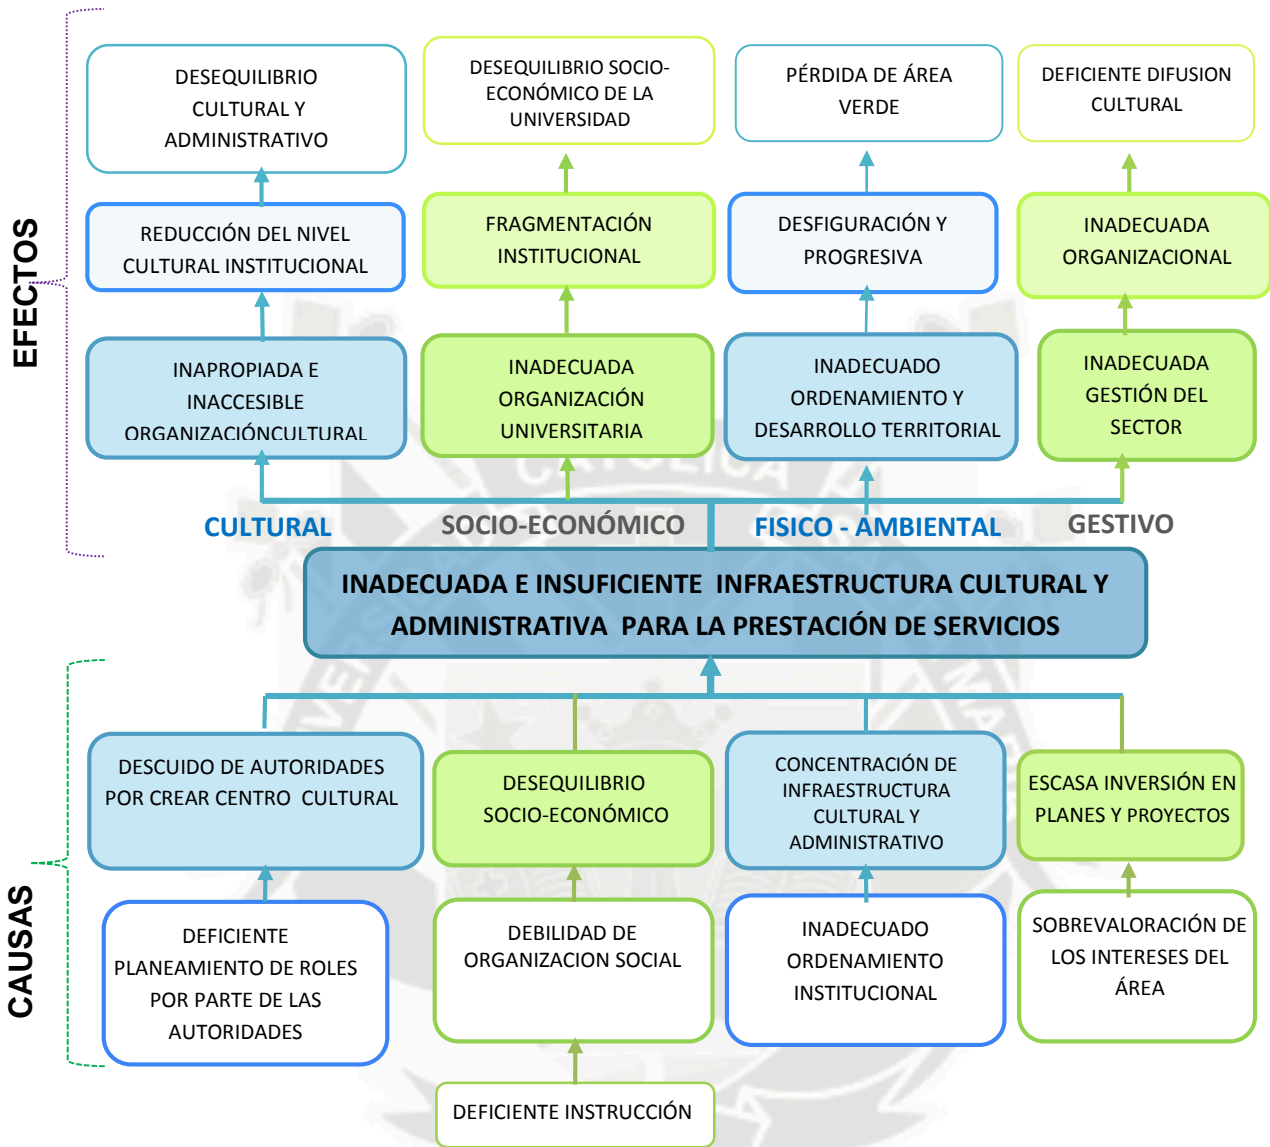 EFECTOS
DESEQUILIBRIO
CULTURAL Y
ADMINISTRATIVO
DESEQUILIBRIO SOCIO-
ECONÓMICO DE LA
UNIVERSIDAD
PÉRDIDA DE ÁREA
VERDE
DEFICIENTE DIFUSION
CULTURAL
REDUCCIÓN DEL NIVEL
CULTURAL INSTITUCIONAL
FRAGMENTACIÓN
INSTITUCIONAL
DESFIGURACIÓN Y
PROGRESIVA
INADECUADA
ORGANIZACIONAL
INAPROPIADA E
INACCESIBLE
ORGANIZACIÓNCULTURAL
INADECUADA
ORGANIZACIÓN
UNIVERSITARIA
INADECUADO
ORDENAMIENTO Y
DESARROLLO TERRITORIAL
INADECUADA
GESTIÓN DEL
SECTOR
CULTURAL
SOCIO-ECONÓMICO
FISICO - AMBIENTAL
GESTIVO
INADECUADA E INSUFICIENTE INFRAESTRUCTURA CULTURAL Y
ADMINISTRATIVA PARA LA PRESTACIÓN DE SERVICIOS
CAUSAS
DESCUIDO DE AUTORIDADES
POR CREAR CENTRO CULTURAL
DESEQUILIBRIO
SOCIO-ECONÓMICO
CONCENTRACIÓN DE
INFRAESTRUCTURA
CULTURAL Y
ADMINISTRATIVO
ESCASA INVERSIÓN EN
PLANES Y PROYECTOS
DEFICIENTE
PLANEAMIENTO DE ROLES
POR PARTE DE LAS
AUTORIDADES
DEBILIDAD DE
ORGANIZACION SOCIAL
INADECUADO
ORDENAMIENTO
INSTITUCIONAL
SOBREVALORACIÓN DE
LOS INTERESES DEL
ÁREA
DEFICIENTE INSTRUCCIÓN